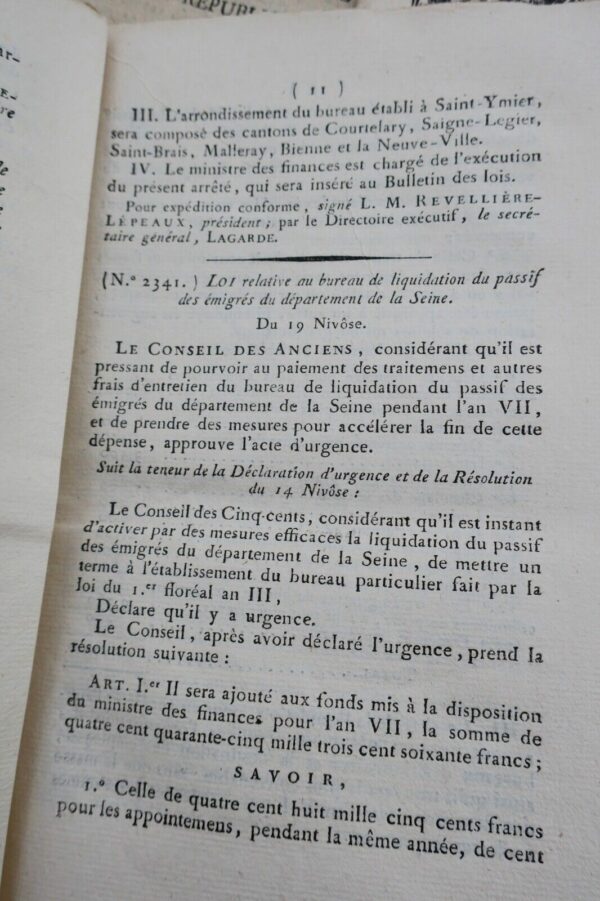 RÉPUBLI
( 11 )
III. L'arrondissement du bureau établi à Saint-Ymier,
sera composé des cantons de Courtelary, Saigne-Legier,
Saint-Brais, Malleray, Bienne et la Neuve-Ville.
IV. Le ministre des finances est chargé de l'exécution
du présent arrêté, qui sera inséré au Bulletin des lois.
Pour expédition conforme, signé L. M. REVELLIÈRE-
LÉPEAUX, président; par le Directoire exécutif, le secré-
taire général, LAGARDE.
(N.º 2341.) LOI relative au bureau de liquidation du passif
des émigrés du département de la Seine.
Du 19 Nivôse.
LE CONSEIL DES ANCIENS, considérant qu'il est
pressant de pourvoir au paiement des traitemens et autres
frais d'entretien du bureau de liquidation du passif des
émigrés du département de la Seine pendant l'an VII,
et de prendre des mesures pour accélérer la fin de cette
dépense, approuve l'acte d'urgence.
Suit la teneur de la Déclaration d'urgence et de la Résolution
du 14 Nivôse :
Le Conseil des Cinq-cents, considérant qu'il est instant
d'activer par des mesures efficaces la liquidation du passif
des émigrés du département de la Seine, de mettre un
terme à l'établissement du bureau particulier fait par la
loi du 1.er floréal an III,
Déclare qu'il y a urgence.
Le Conseil, après avoir déclaré l'urgence, prend la
résolution suivante :
ART. I.er Il sera ajouté aux fonds mis à la disposition
du ministre des finances pour l'an VII, la somme de
quatre cent quarante-cinq mille trois cent soixante francs ;
SAVOIR,
1.º Celle de quatre cent huit mille cinq cents francs
pour les appointemens, pendant la même année, de cent